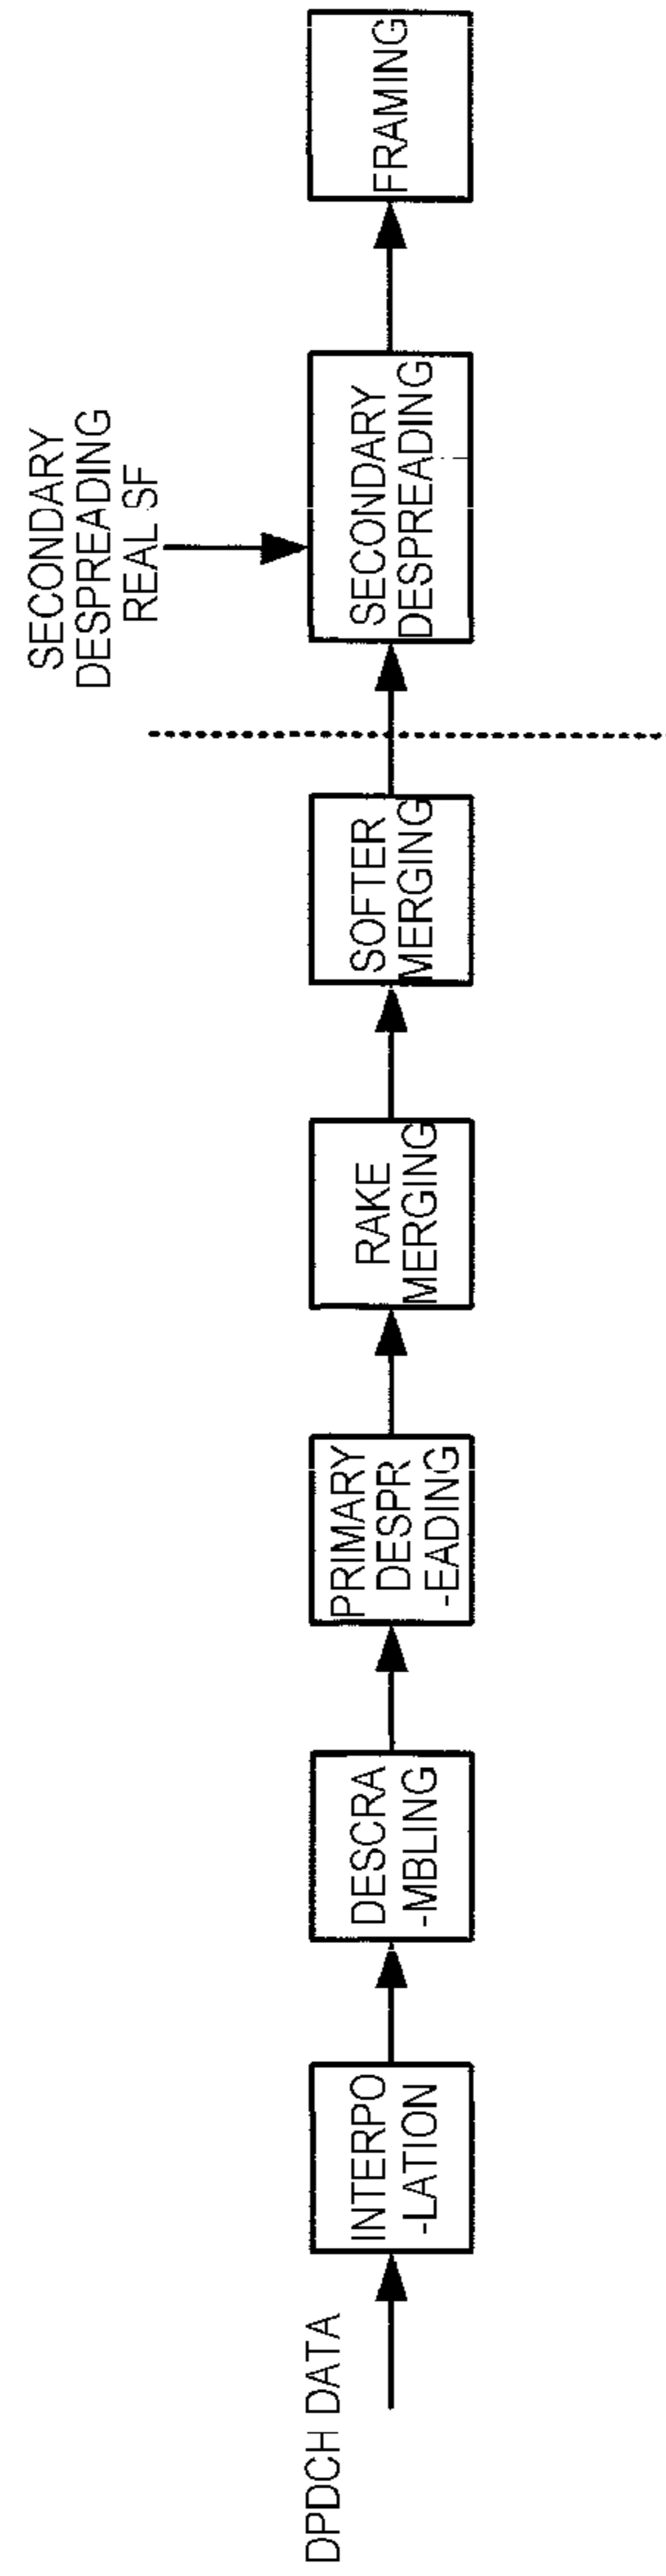 DPDCH DATA
INTERPO
-LATION
DESCRA
-MBLING
PRIMARY
DESPR
-EADING
RAKE
MERGING
SOFTER
MERGING
SECONDARY
DESPREADING
REAL SF
SECONDARY
DESPREADING
FRAMING